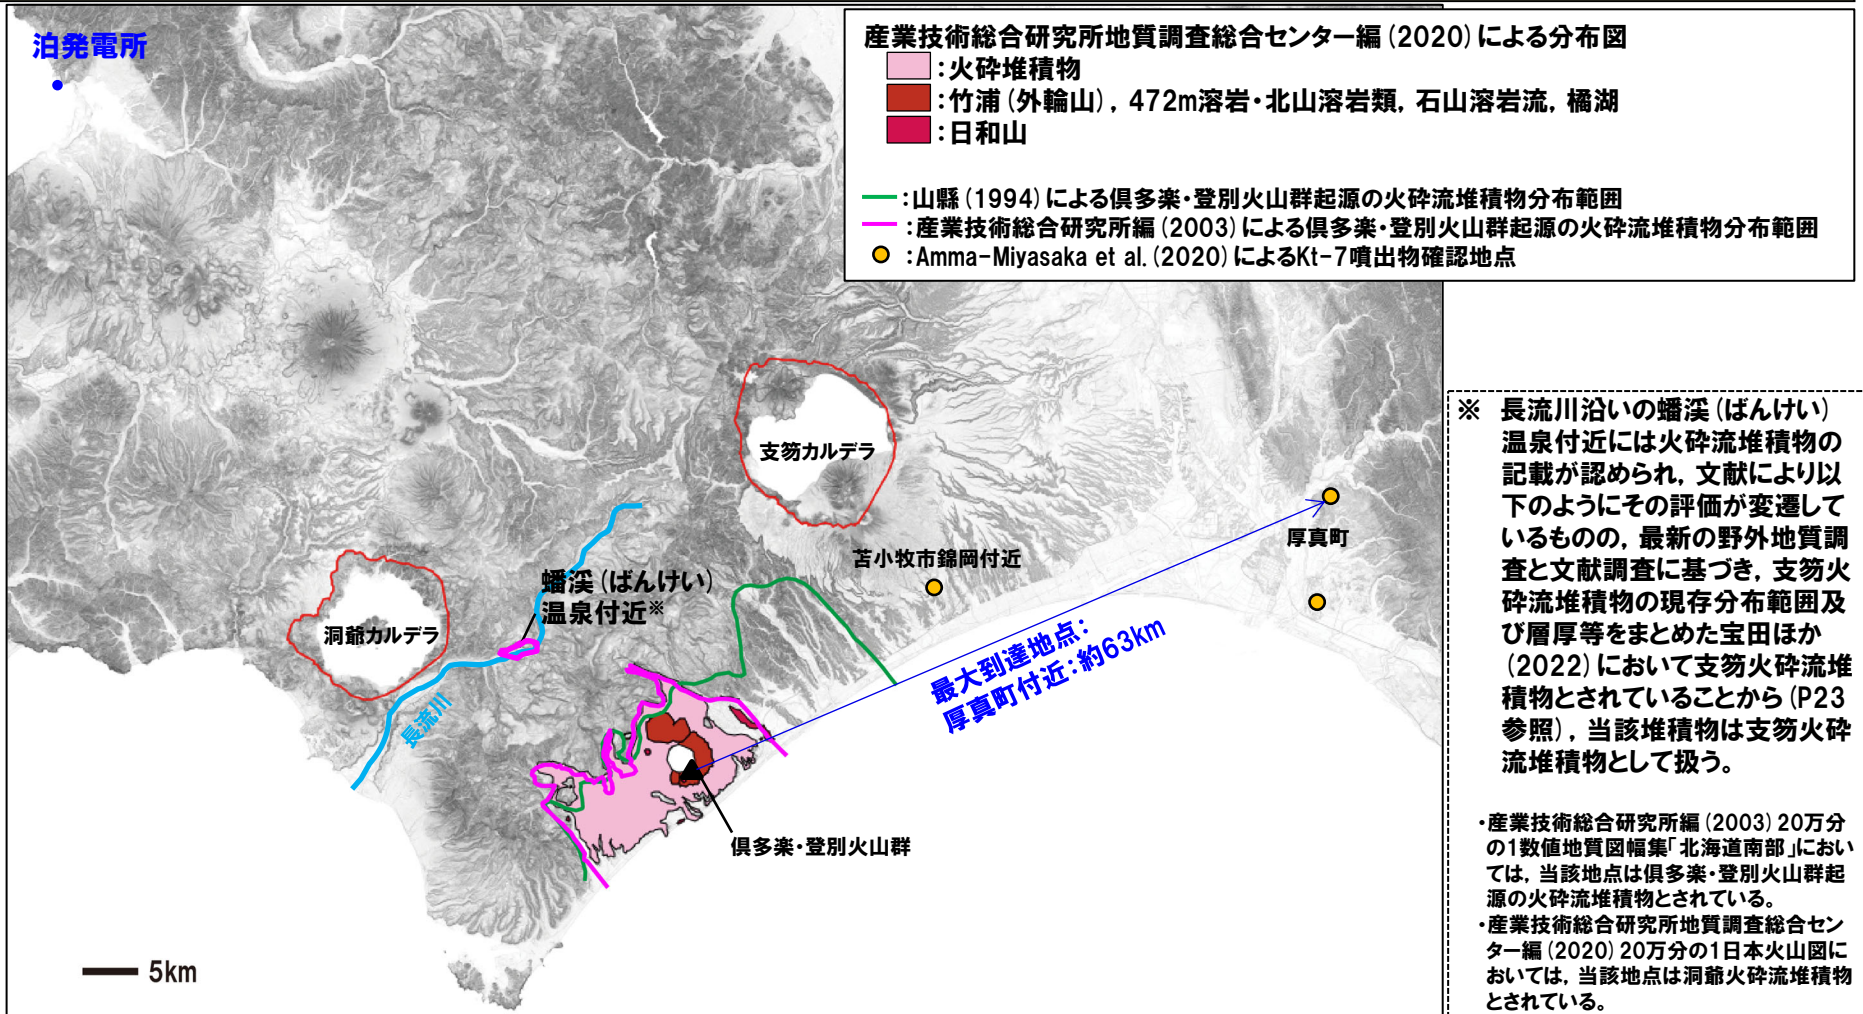 泊発電所
産業技術総合研究所地質調査総合センター編(2020)による分布図
:火砕堆積物
:竹浦(外輪山),472m溶岩・北山溶岩類,石山溶岩流,橘湖
:日和山
:山縣(1994)による倶多楽・登別火山群起源の火砕流堆積物分布範囲
:産業技術総合研究所編(2003)による倶多楽・登別火山群起源の火砕流堆積物分布範囲
:Amma-Miyasaka et al.(2020)によるKt-7噴出物確認地点
支笏カルデラ
厚真町
苫小牧市錦岡付近
蟠渓(ばんけい)
温泉付近※
洞爺カルデラ
長流川
最大到達地点:
厚真町付近:約63km
倶多楽・登別火山群
5km
※ 長流川沿いの蟠渓(ばんけい)
温泉付近には火砕流堆積物の
記載が認められ,文献により以
下のようにその評価が変遷して
いるものの,最新の野外地質調
査と文献調査に基づき,支笏火
砕流堆積物の現存分布範囲及
び層厚等をまとめた宝田ほか
(2022)において支笏火砕流堆
積物とされていることから(P23
参照),当該堆積物は支笏火砕
流堆積物として扱う。
・産業技術総合研究所編(2003)20万分
の1数値地質図幅集「北海道南部」におい
ては,当該地点は倶多楽・登別火山群起
源の火砕流堆積物とされている。
・産業技術総合研究所地質調査総合セン
ター編(2020)20万分の1日本火山図に
おいては,当該地点は洞爺火砕流堆積物
とされている。